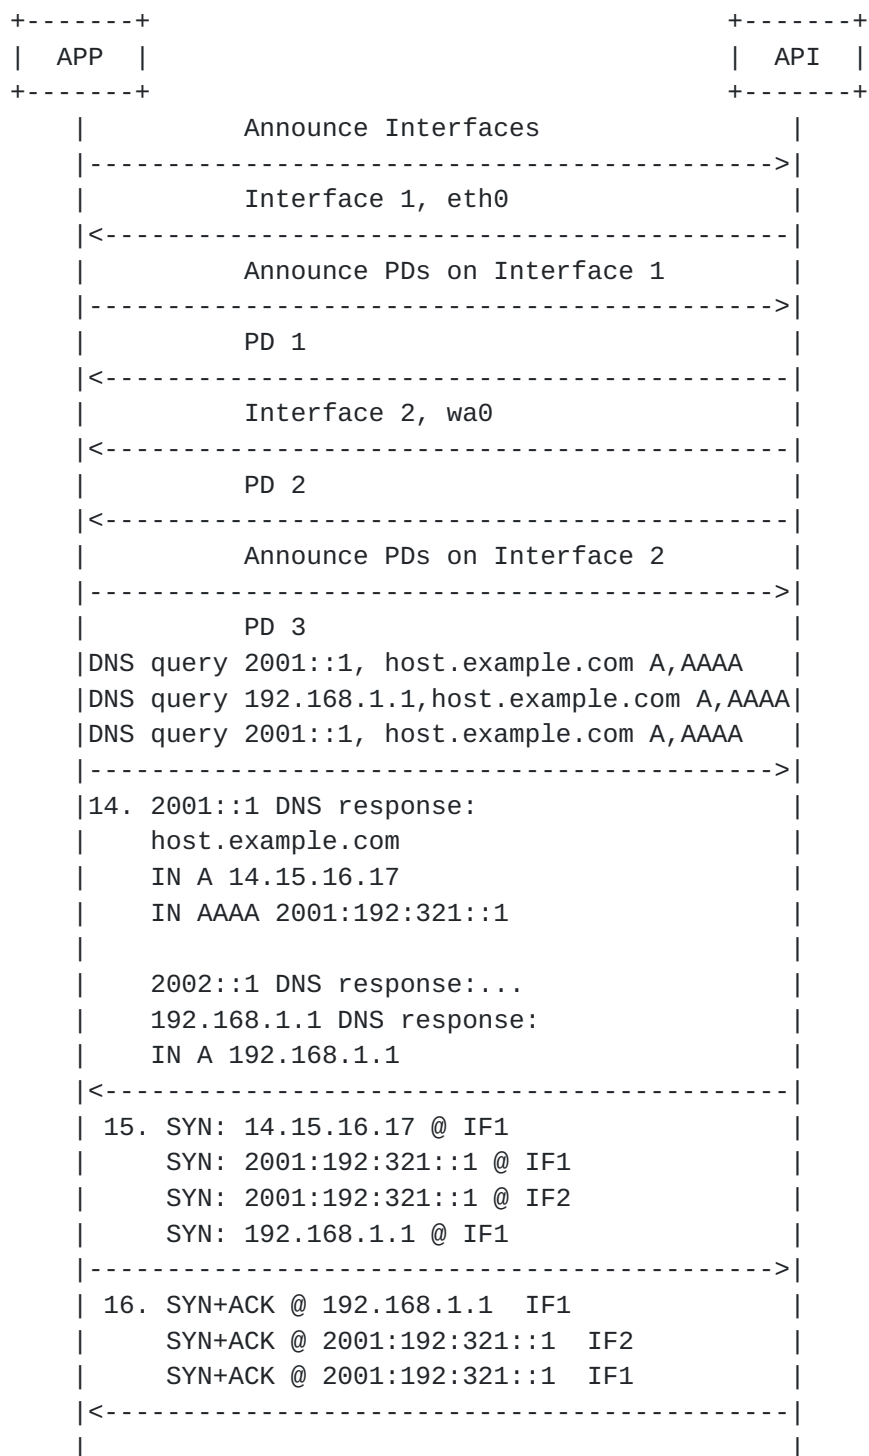 +-------+                                     +-------+
|  APP  |                                     |  API  |
+-------+                                     +-------+
    |          Announce Interfaces                |
    |-------------------------------------------->|
    |          Interface 1, eth0                  |
    |<--------------------------------------------|
    |          Announce PDs on Interface 1        |
    |-------------------------------------------->|
    |          PD 1                               |
    |<--------------------------------------------|
    |          Interface 2, wa0                   |
    |<--------------------------------------------|
    |          PD 2                               |
    |<--------------------------------------------|
    |          Announce PDs on Interface 2        |
    |-------------------------------------------->|
    |          PD 3                               |
    |DNS query 2001::1, host.example.com A,AAAA   |
    |DNS query 192.168.1.1,host.example.com A,AAAA|
    |DNS query 2001::1, host.example.com A,AAAA   |
    |-------------------------------------------->|
    |14. 2001::1 DNS response:                    |
    |    host.example.com                         |
    |    IN A 14.15.16.17                         |
    |    IN AAAA 2001:192:321::1                  |
    |                                             |
    |    2002::1 DNS response:...                 |
    |    192.168.1.1 DNS response:                |
    |    IN A 192.168.1.1                         |
    |<--------------------------------------------|
    | 15. SYN: 14.15.16.17 @ IF1                  |
    |     SYN: 2001:192:321::1 @ IF1              |
    |     SYN: 2001:192:321::1 @ IF2              |
    |     SYN: 192.168.1.1 @ IF1                  |
    |-------------------------------------------->|
    | 16. SYN+ACK @ 192.168.1.1  IF1              |
    |     SYN+ACK @ 2001:192:321::1  IF2          |
    |     SYN+ACK @ 2001:192:321::1  IF1          |
    |<--------------------------------------------|
    |                                             |